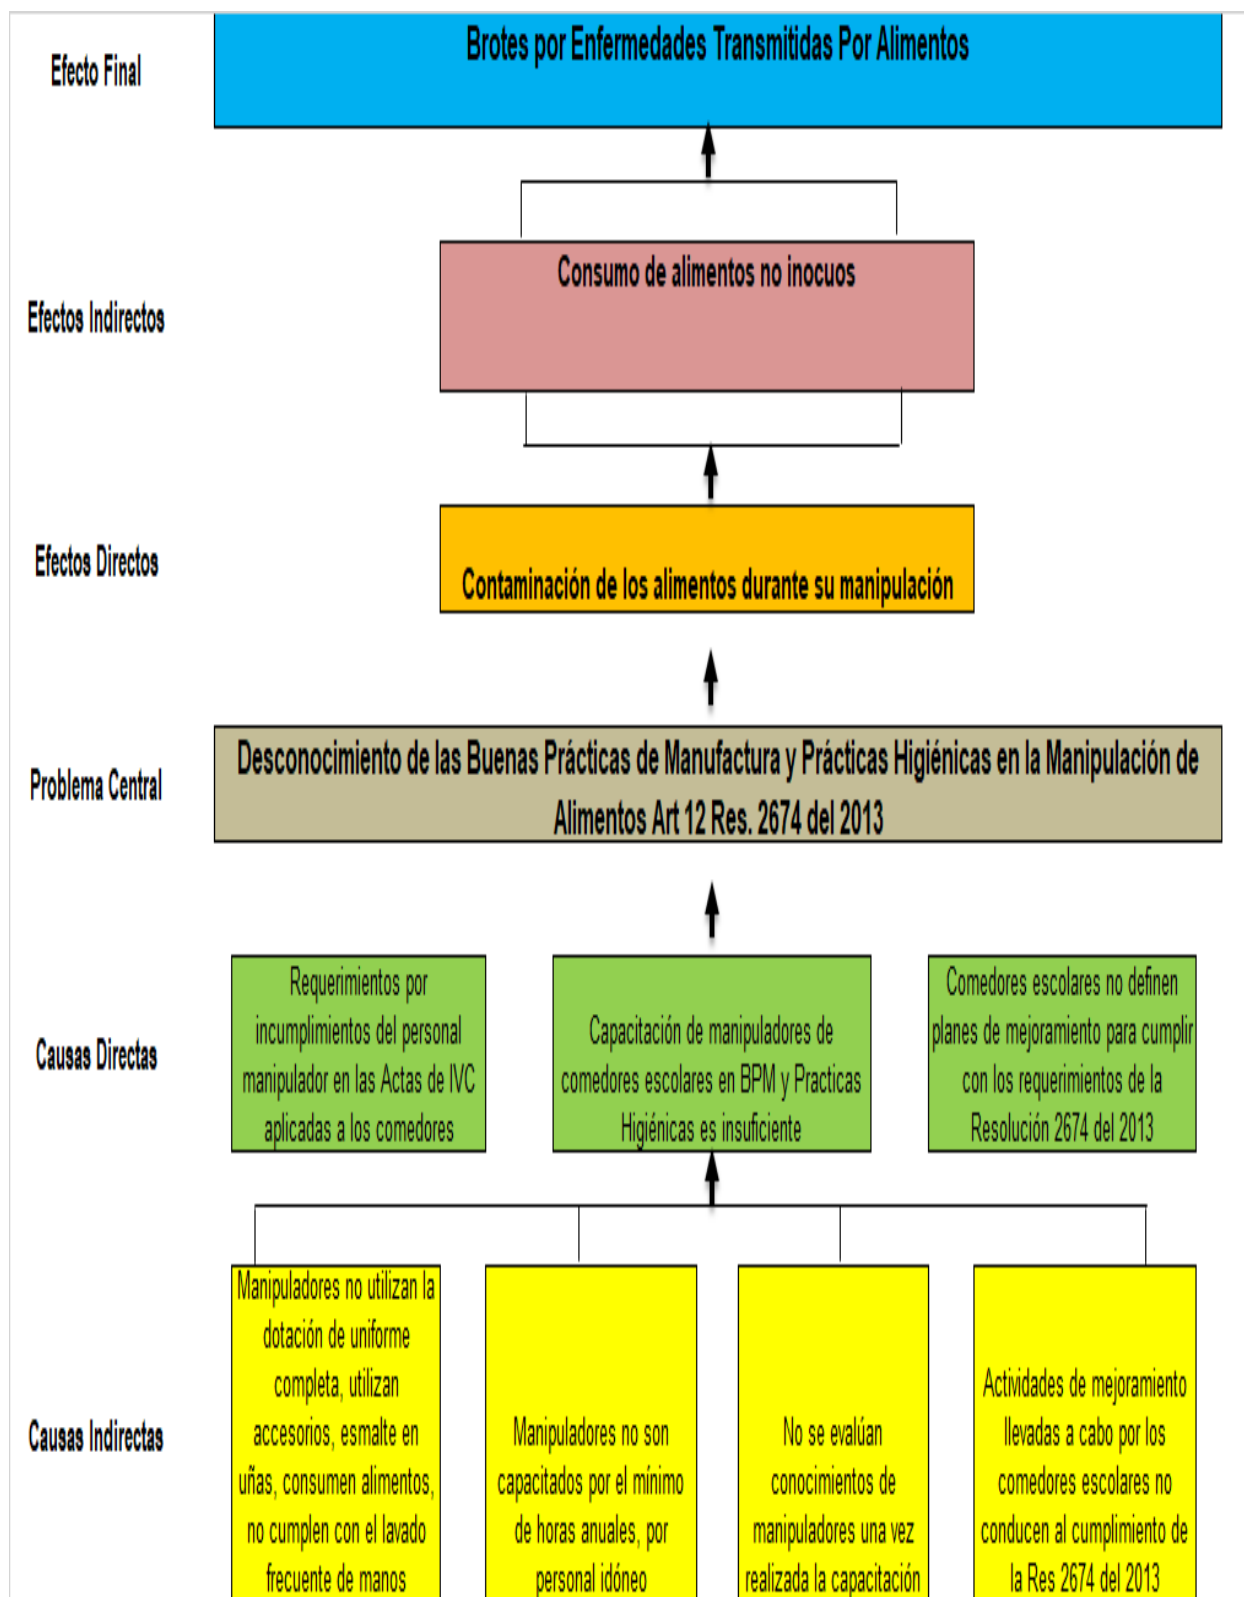 Efecto Final
Brotes por Enfermedades Transmitidas Por Alimentos
Efectos Indirectos
Consumo de alimentos no inocuos
Efectos Directos
Contaminación de los alimentos durante su manipulación
Problema Central
Desconocimiento de las Buenas Prácticas de Manufactura y Prácticas Higiénicas en la Manipulación de
Alimentos Art 12 Res. 2674 del 2013
Causas Directas
Requerimientos por
incumplimientos del personal
manipulador en las Actas de IVC
aplicadas a los comedores
Capacitación de manipuladores de
comedores escolares en BPM y Practicas
Higiénicas es insuficiente
Comedores escolares no definen
planes de mejoramiento para cumplir
con los requerimientos de la
Resolución 2674 del 2013
Causas Indirectas
Manipuladores no utilizan la
dotación de uniforme
completa, utilizan
accesorios, esmalte en
uñas, consumen alimentos,
no cumplen con el lavado
frecuente de manos
Manipuladores no son
capacitados por el mínimo
de horas anuales, por
personal idóneo
No se evalúan
conocimientos de
manipuladores una vez
realizada la capacitación
Actividades de mejoramiento
llevadas a cabo por los
comedores escolares no
conducen al cumplimiento de
la Res 2674 del 2013